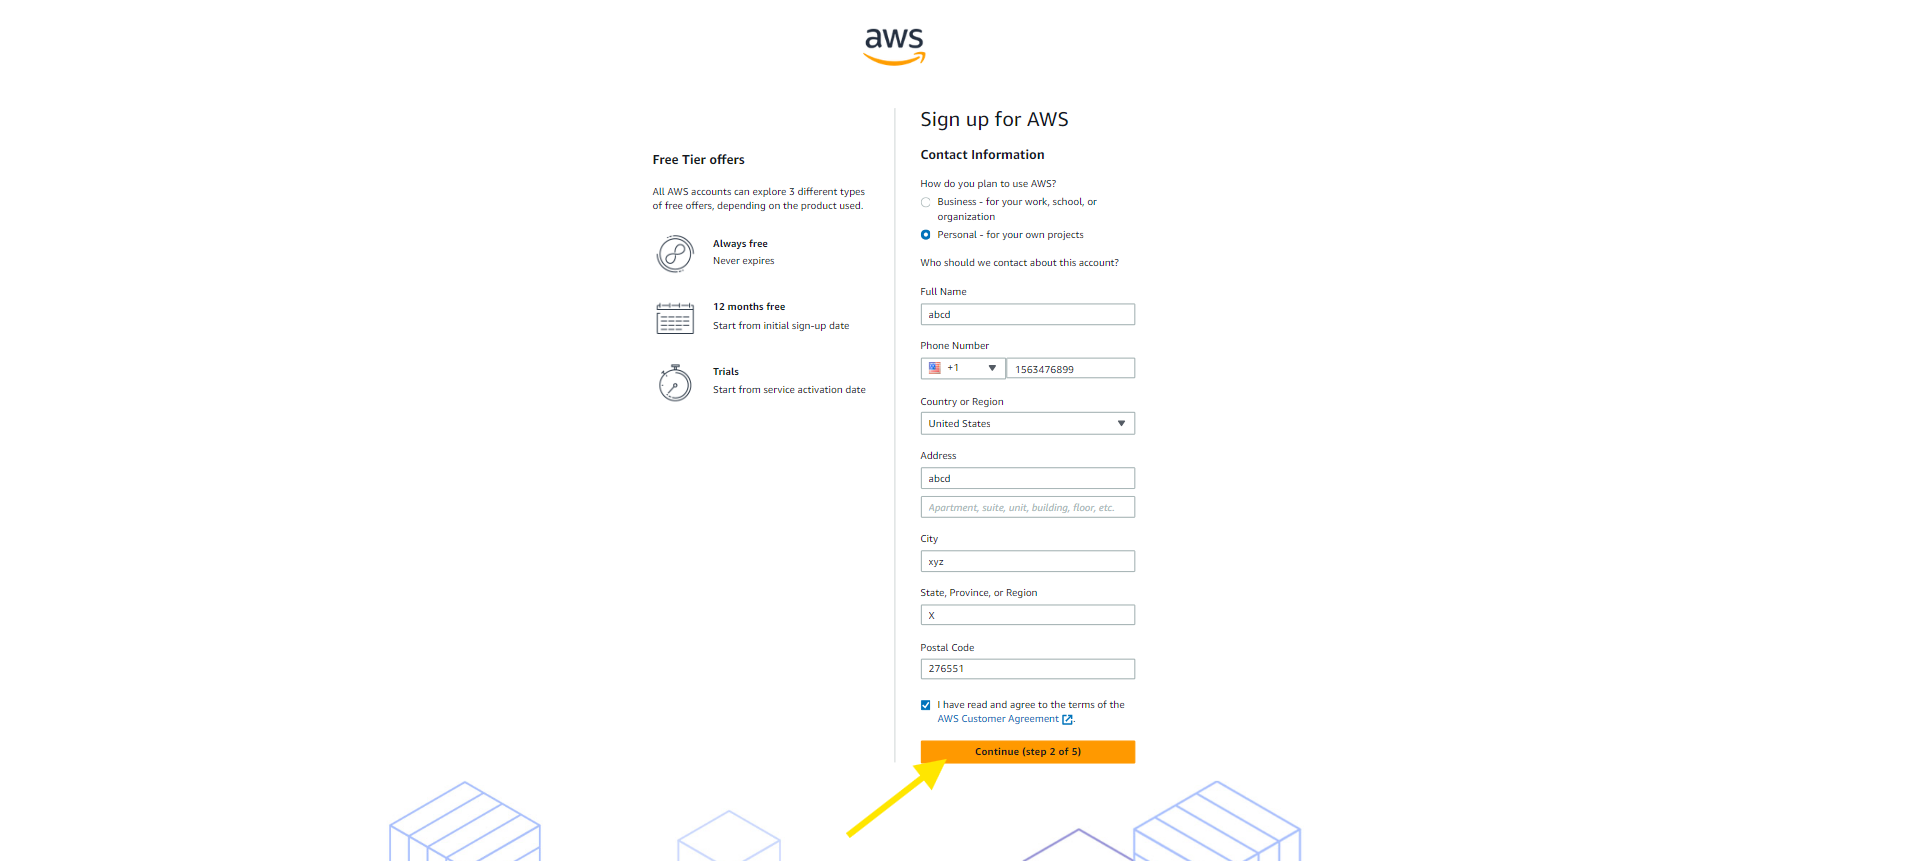 aws
Free Tier offers
All AWS accounts can explore 3 different types
of free offers, depending on the product used.
Always free
Never expires
12 months free
Start from initial sign-up date
Trials
Start from service activation date
Sign up for AWS
Contact Information
How do you plan to use AWS?
Business - for your work, school, or
organization
Personal - for your own projects
Who should we contact about this account?
Full Name
abcd
Phone Number
+1 1563476899
Country or Region
United States
Address
abcd
Apartment, suite, unit, building, floor, etc.
City
xyz
State, Province, or Region
X
Postal Code
276551
I have read and agree to the terms of the
AWS Customer Agreement.
Continue (step 2 of 5)